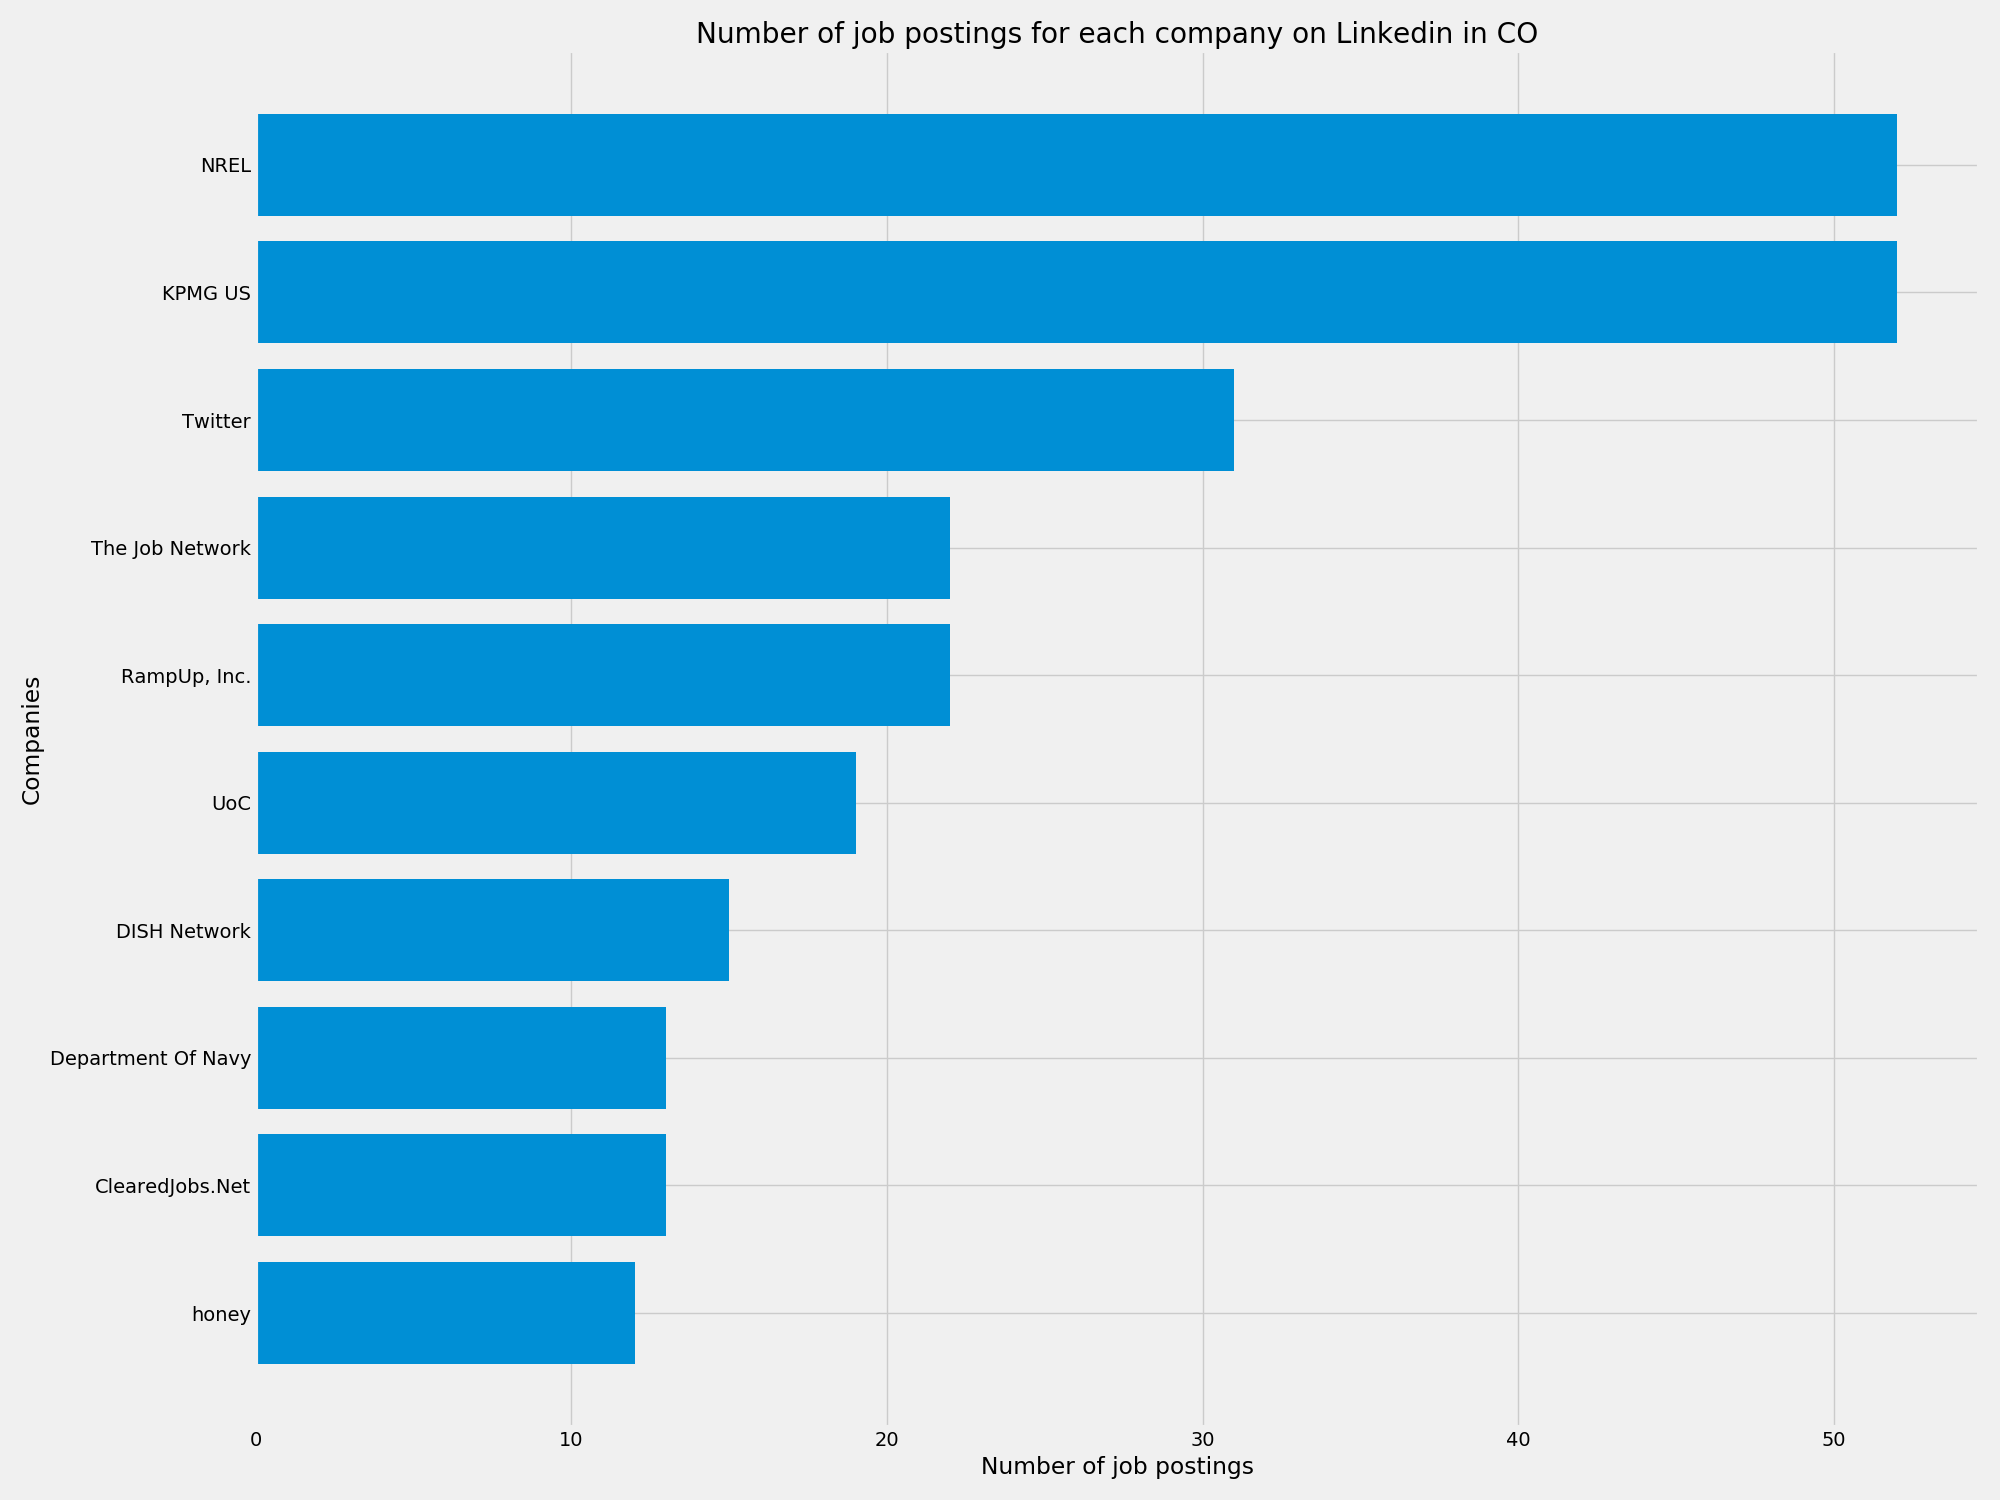 Number of job postings for each company on Linkedin in CO
NREL
KPMG US
Twitter
The Job Network
RampUp, Inc.
UoC
DISH Network
Department Of Navy
ClearedJobs.Net
honey
Companies
0 10 20 30 40 50
Number of job postings